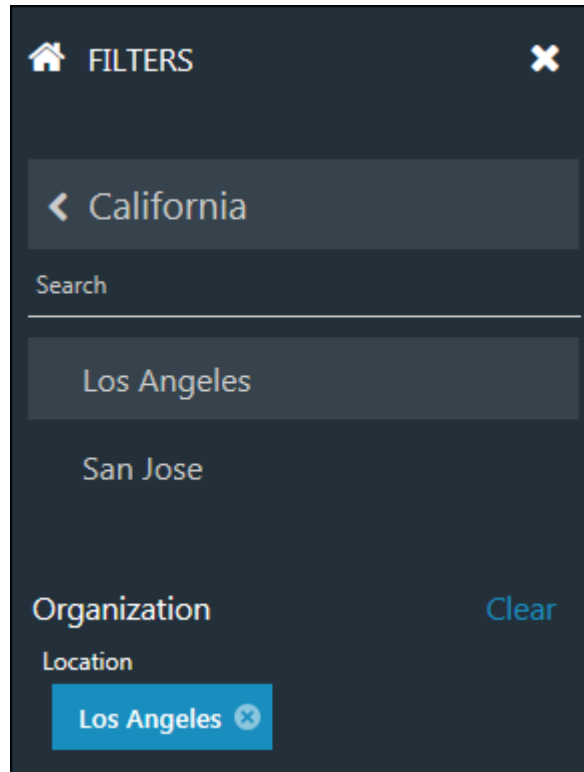 FILTERS
California
Search
Los Angeles
San Jose
Organization Clear
Location
Los Angeles